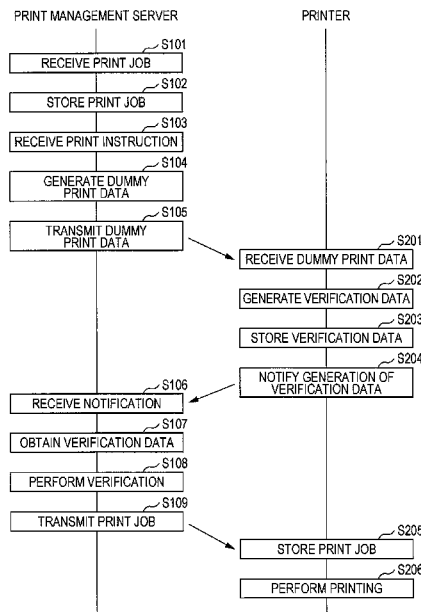 PRINT MANAGEMENT SERVER
PRINTER
S101
RECEIVE PRINT JOB
S102
STORE PRINT JOB
S103
RECEIVE PRINT INSTRUCTION
S104
GENERATE DUMMY
PRINT DATA
S105
TRANSMIT DUMMY
PRINT DATA
S201
RECEIVE DUMMY PRINT DATA
S202
GENERATE VERIFICATION DATA
S203
STORE VERIFICATION DATA
S204
NOTIFY GENERATION OF
VERIFICATION DATA
S106
RECEIVE NOTIFICATION
S107
OBTAIN VERIFICATION DATA
S108
PERFORM VERIFICATION
S109
TRANSMIT PRINT JOB
S205
STORE PRINT JOB
S206
PERFORM PRINTING